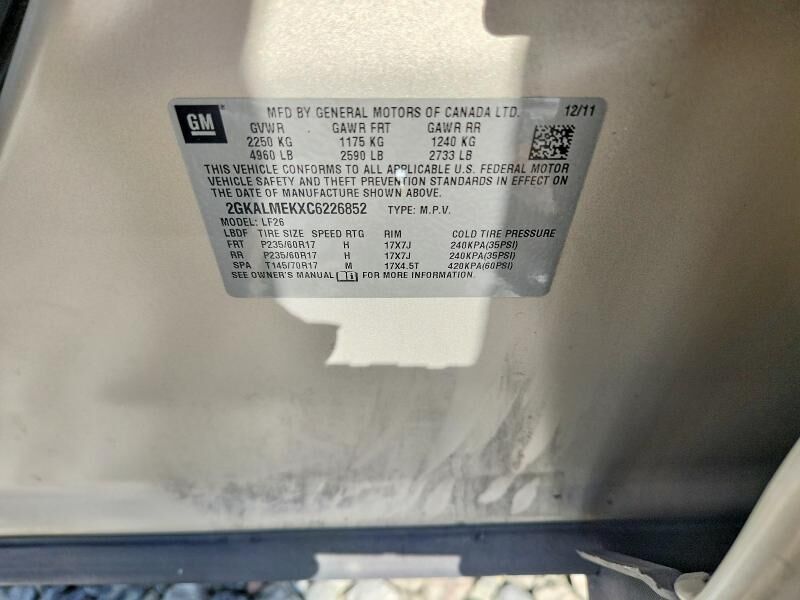 GM MFD BY GENERAL MOTORS OF CANADA LTD. 12/11
GVWR GAWR FRT GAWR RR
2250 KG 1175 KG 1240 KG
4960 LB 2590 LB 2733 LB
THIS VEHICLE CONFORMS TO ALL APPLICABLE U.S. FEDERAL MOTOR
VEHICLE SAFETY AND THEFT PREVENTION STANDARDS IN EFFECT ON
THE DATE OF MANUFACTURE SHOWN ABOVE.
2GKALMEKXC6226852 TYPE: M.P.V.
MODEL: LF26
LBDF TIRE SIZE SPEED RTG RIM COLD TIRE PRESSURE
FRT P235/60R17 H 17X7J 240KPA(35PSI)
RR P235/60R17 H 17X7J 240KPA(35PSI)
SPA T145/70R17 M 17X4.5T 420KPA(60PSI)
SEE OWNER'S MANUAL FOR MORE INFORMATION.